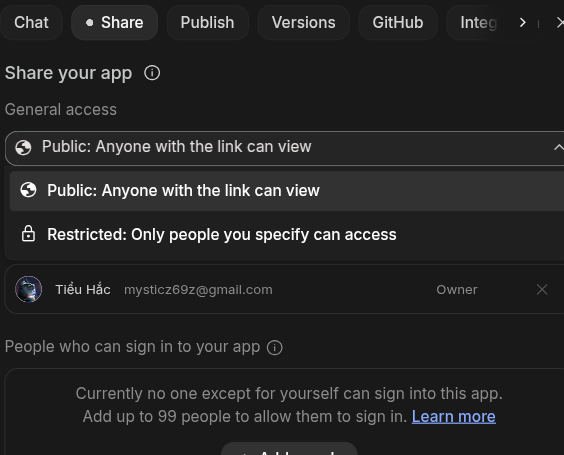 Chat
Share
Publish
Versions
GitHub
Share your app
General access
Public: Anyone with the link can view
Public: Anyone with the link can view
Restricted: Only people you specify can access
Tiểu Hắc mysticz69z@gmail.com Owner
People who can sign in to your app
Currently no one except for yourself can sign into this app.
Add up to 99 people to allow them to sign in. Learn more